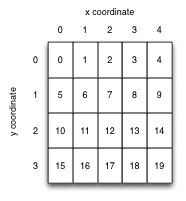 x coordinate
0 1 2 3 4
y coordinate
0 0 1 2 3 4
1 5 6 7 8 9
2 10 11 12 13 14
3 15 16 17 18 19